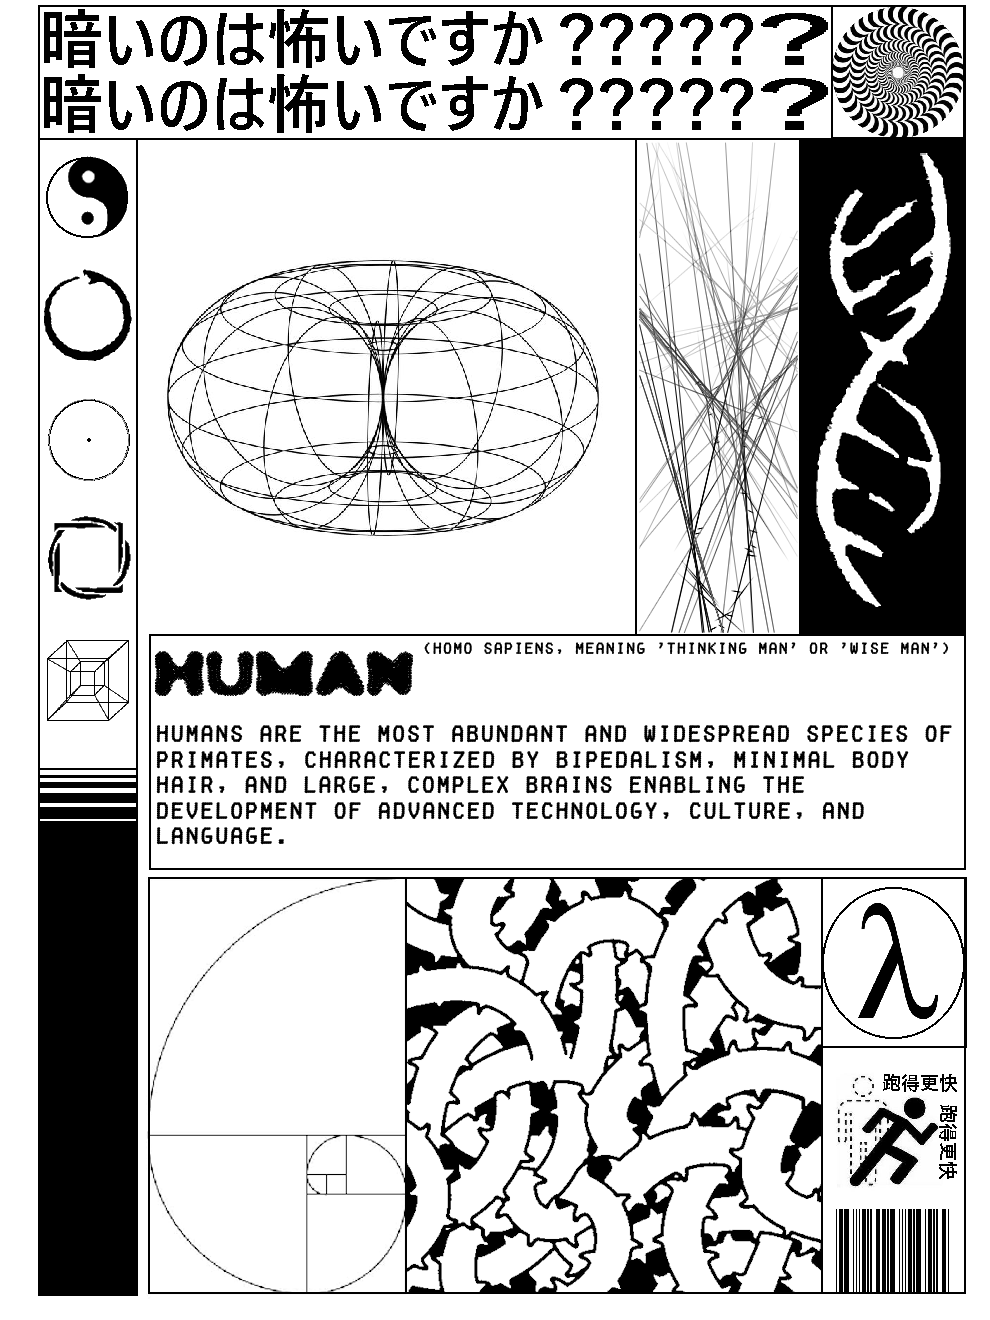 暗いのは怖いですか ??????
暗いのは怖いですか ??????
HUMAN
(HOMO SAPIENS, MEANING 'THINKING MAN' OR 'WISE MAN')
HUMANS ARE THE MOST ABUNDANT AND WIDESPREAD SPECIES OF
PRIMATES, CHARACTERIZED BY BIPEDALISM, MINIMAL BODY
HAIR, AND LARGE, COMPLEX BRAINS ENABLING THE
DEVELOPMENT OF ADVANCED TECHNOLOGY, CULTURE, AND
LANGUAGE.
λ
跑得更快
跑得更快